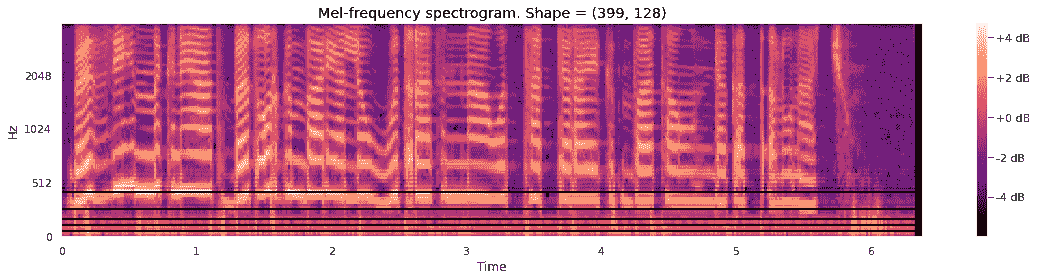 Mel-frequency spectrogram. Shape = (399, 128)
Hz
2048
1024
512
0
0 1 2 3 4 5 6
Time
+4 dB
+2 dB
+0 dB
-2 dB
-4 dB